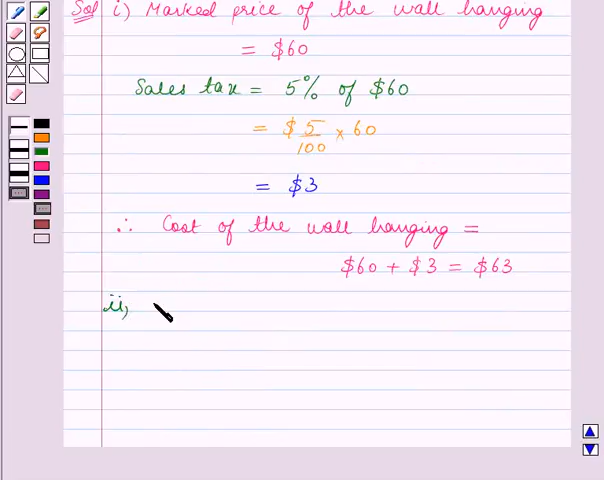 Sol i) Marked price of the wall hanging
= $60
Sales tax = 5% of $60
= $ 5/100 × 60
= $3
∴ Cost of the wall hanging =
$60 + $3 = $63
ii,